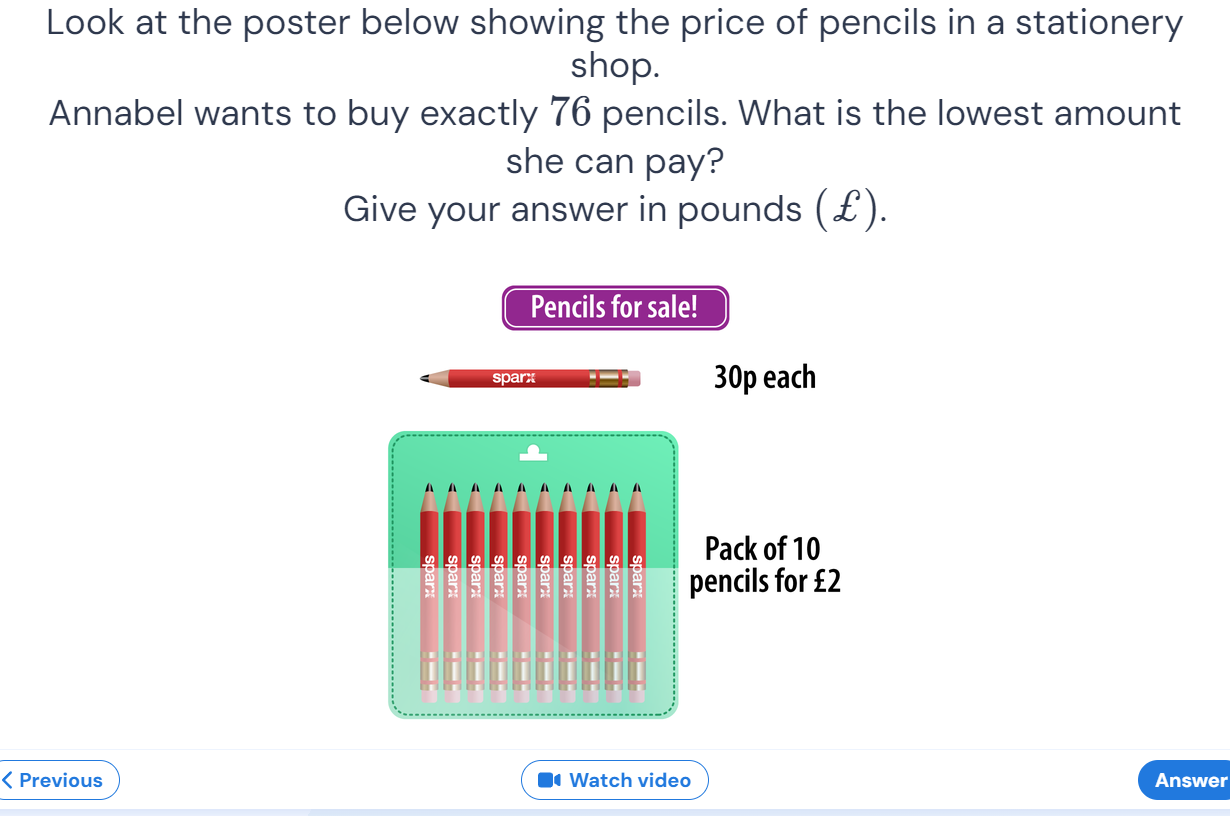 Look at the poster below showing the price of pencils in a stationery
shop.
Annabel wants to buy exactly 76 pencils. What is the lowest amount
she can pay?
Give your answer in pounds (£).
Pencils for sale!
sparx
30p each
sparx sparx sparx sparx sparx sparx sparx sparx sparx sparx
Pack of 10
pencils for £2
Previous
Watch video
Answer